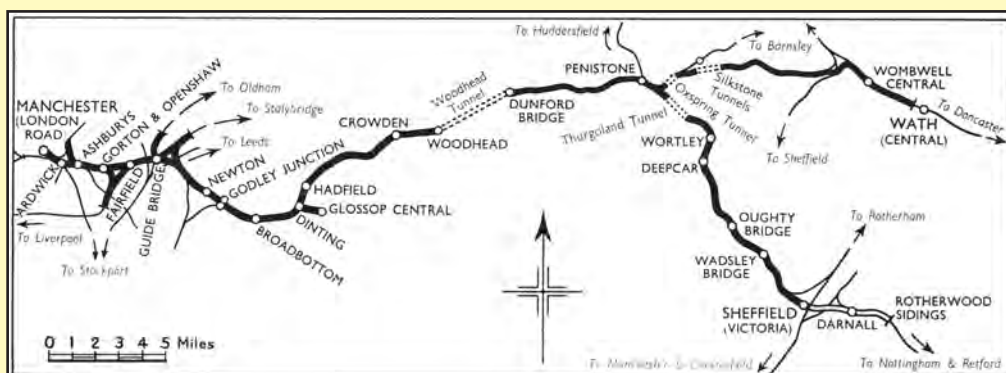 To Huddersfield
To Barnsley
PENISTONE
Woodhead
Tunnel
Silkstone
Tunnels
WOMBWELL
CENTRAL
To Oldham
MANCHESTER
(LONDON
ROAD)
ARDWICK
ASHBURYS
GORTON &
OPENSHAW
To Stalybridge
DUNFORD
BRIDGE
Oxspring Tunnel
Thurgoland Tunnel
To Doncaster
WATH
(CENTRAL)
CROWDEN
WOODHEAD
To Leeds
WORTLEY
To Sheffield
FAIRFIELD
GUIDE BRIDGE
NEWTON
GODLEY JUNCTION
DEEPCAR
HADFIELD
GLOSSOP CENTRAL
DINTING
BROADBOTTOM
To Liverpool
To Stockport
OUGHTY
BRIDGE
To Rotherham
WADSLEY
BRIDGE
SHEFFIELD
(VICTORIA)
DARNALL
ROTHERWOOD
SIDINGS
0 1 2 3 4 5 Miles
To
To Nottingham & Retford